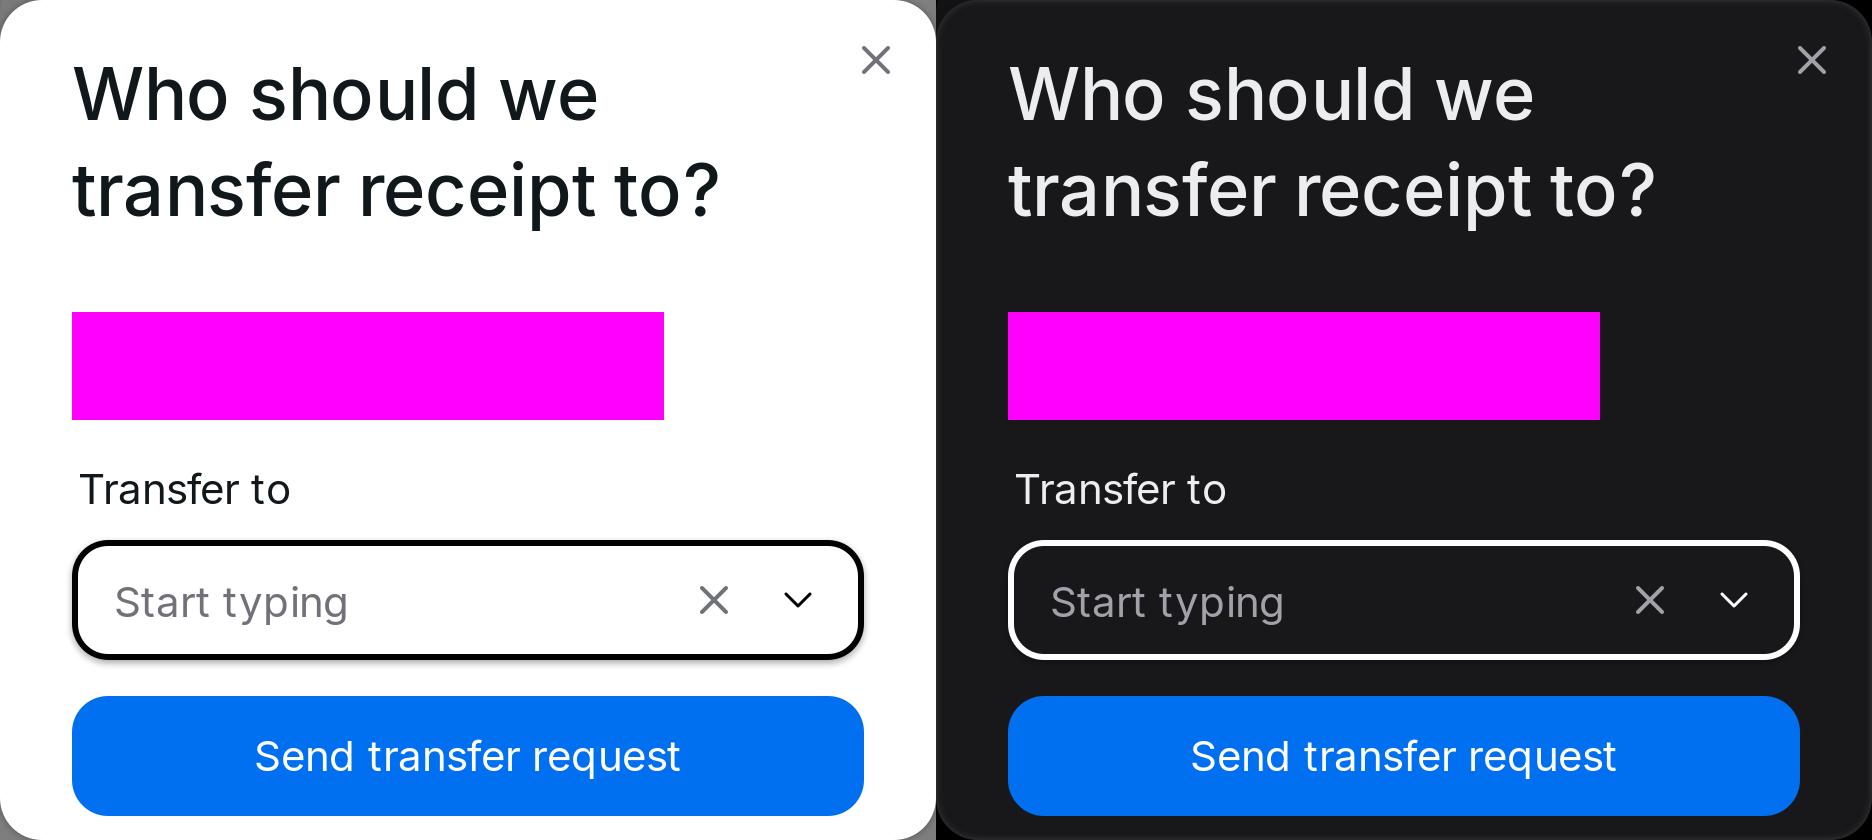 Who should we
transfer receipt to?
Transfer to
Start typing
Send transfer request
Who should we
transfer receipt to?
Transfer to
Start typing
Send transfer request